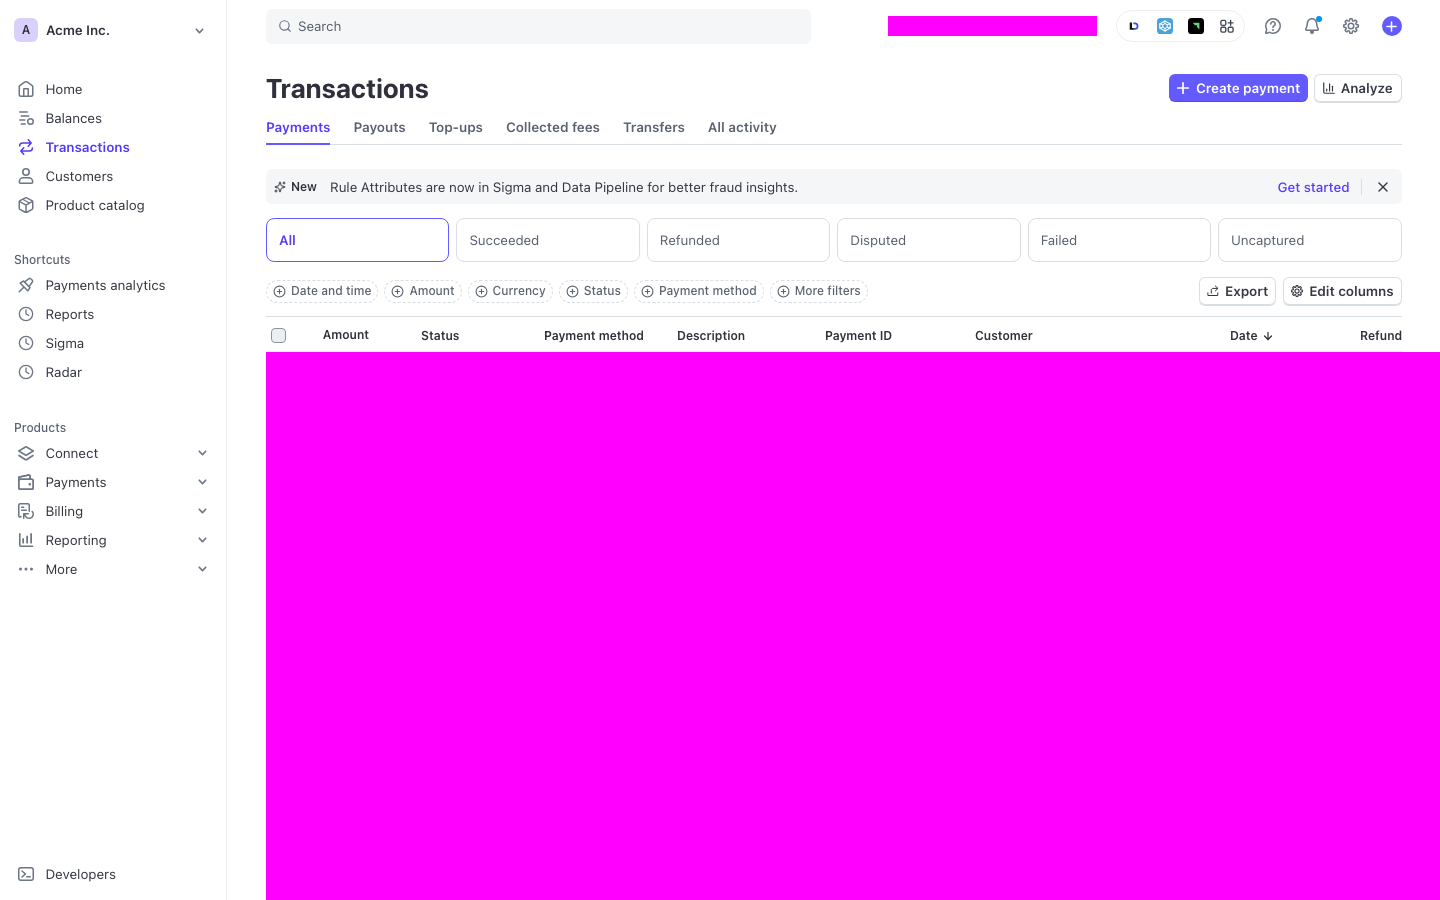 A Acme Inc.
Search
Home
Balances
Transactions
Customers
Product catalog
Shortcuts
Payments analytics
Reports
Sigma
Radar
Products
Connect
Payments
Billing
Reporting
More
Developers
Transactions
Create payment
Analyze
Payments Payouts Top-ups Collected fees Transfers All activity
New Rule Attributes are now in Sigma and Data Pipeline for better fraud insights. Get started
All Succeeded Refunded Disputed Failed Uncaptured
Date and time Amount Currency Status Payment method More filters Export Edit columns
Amount Status Payment method Description Payment ID Customer Date Refund